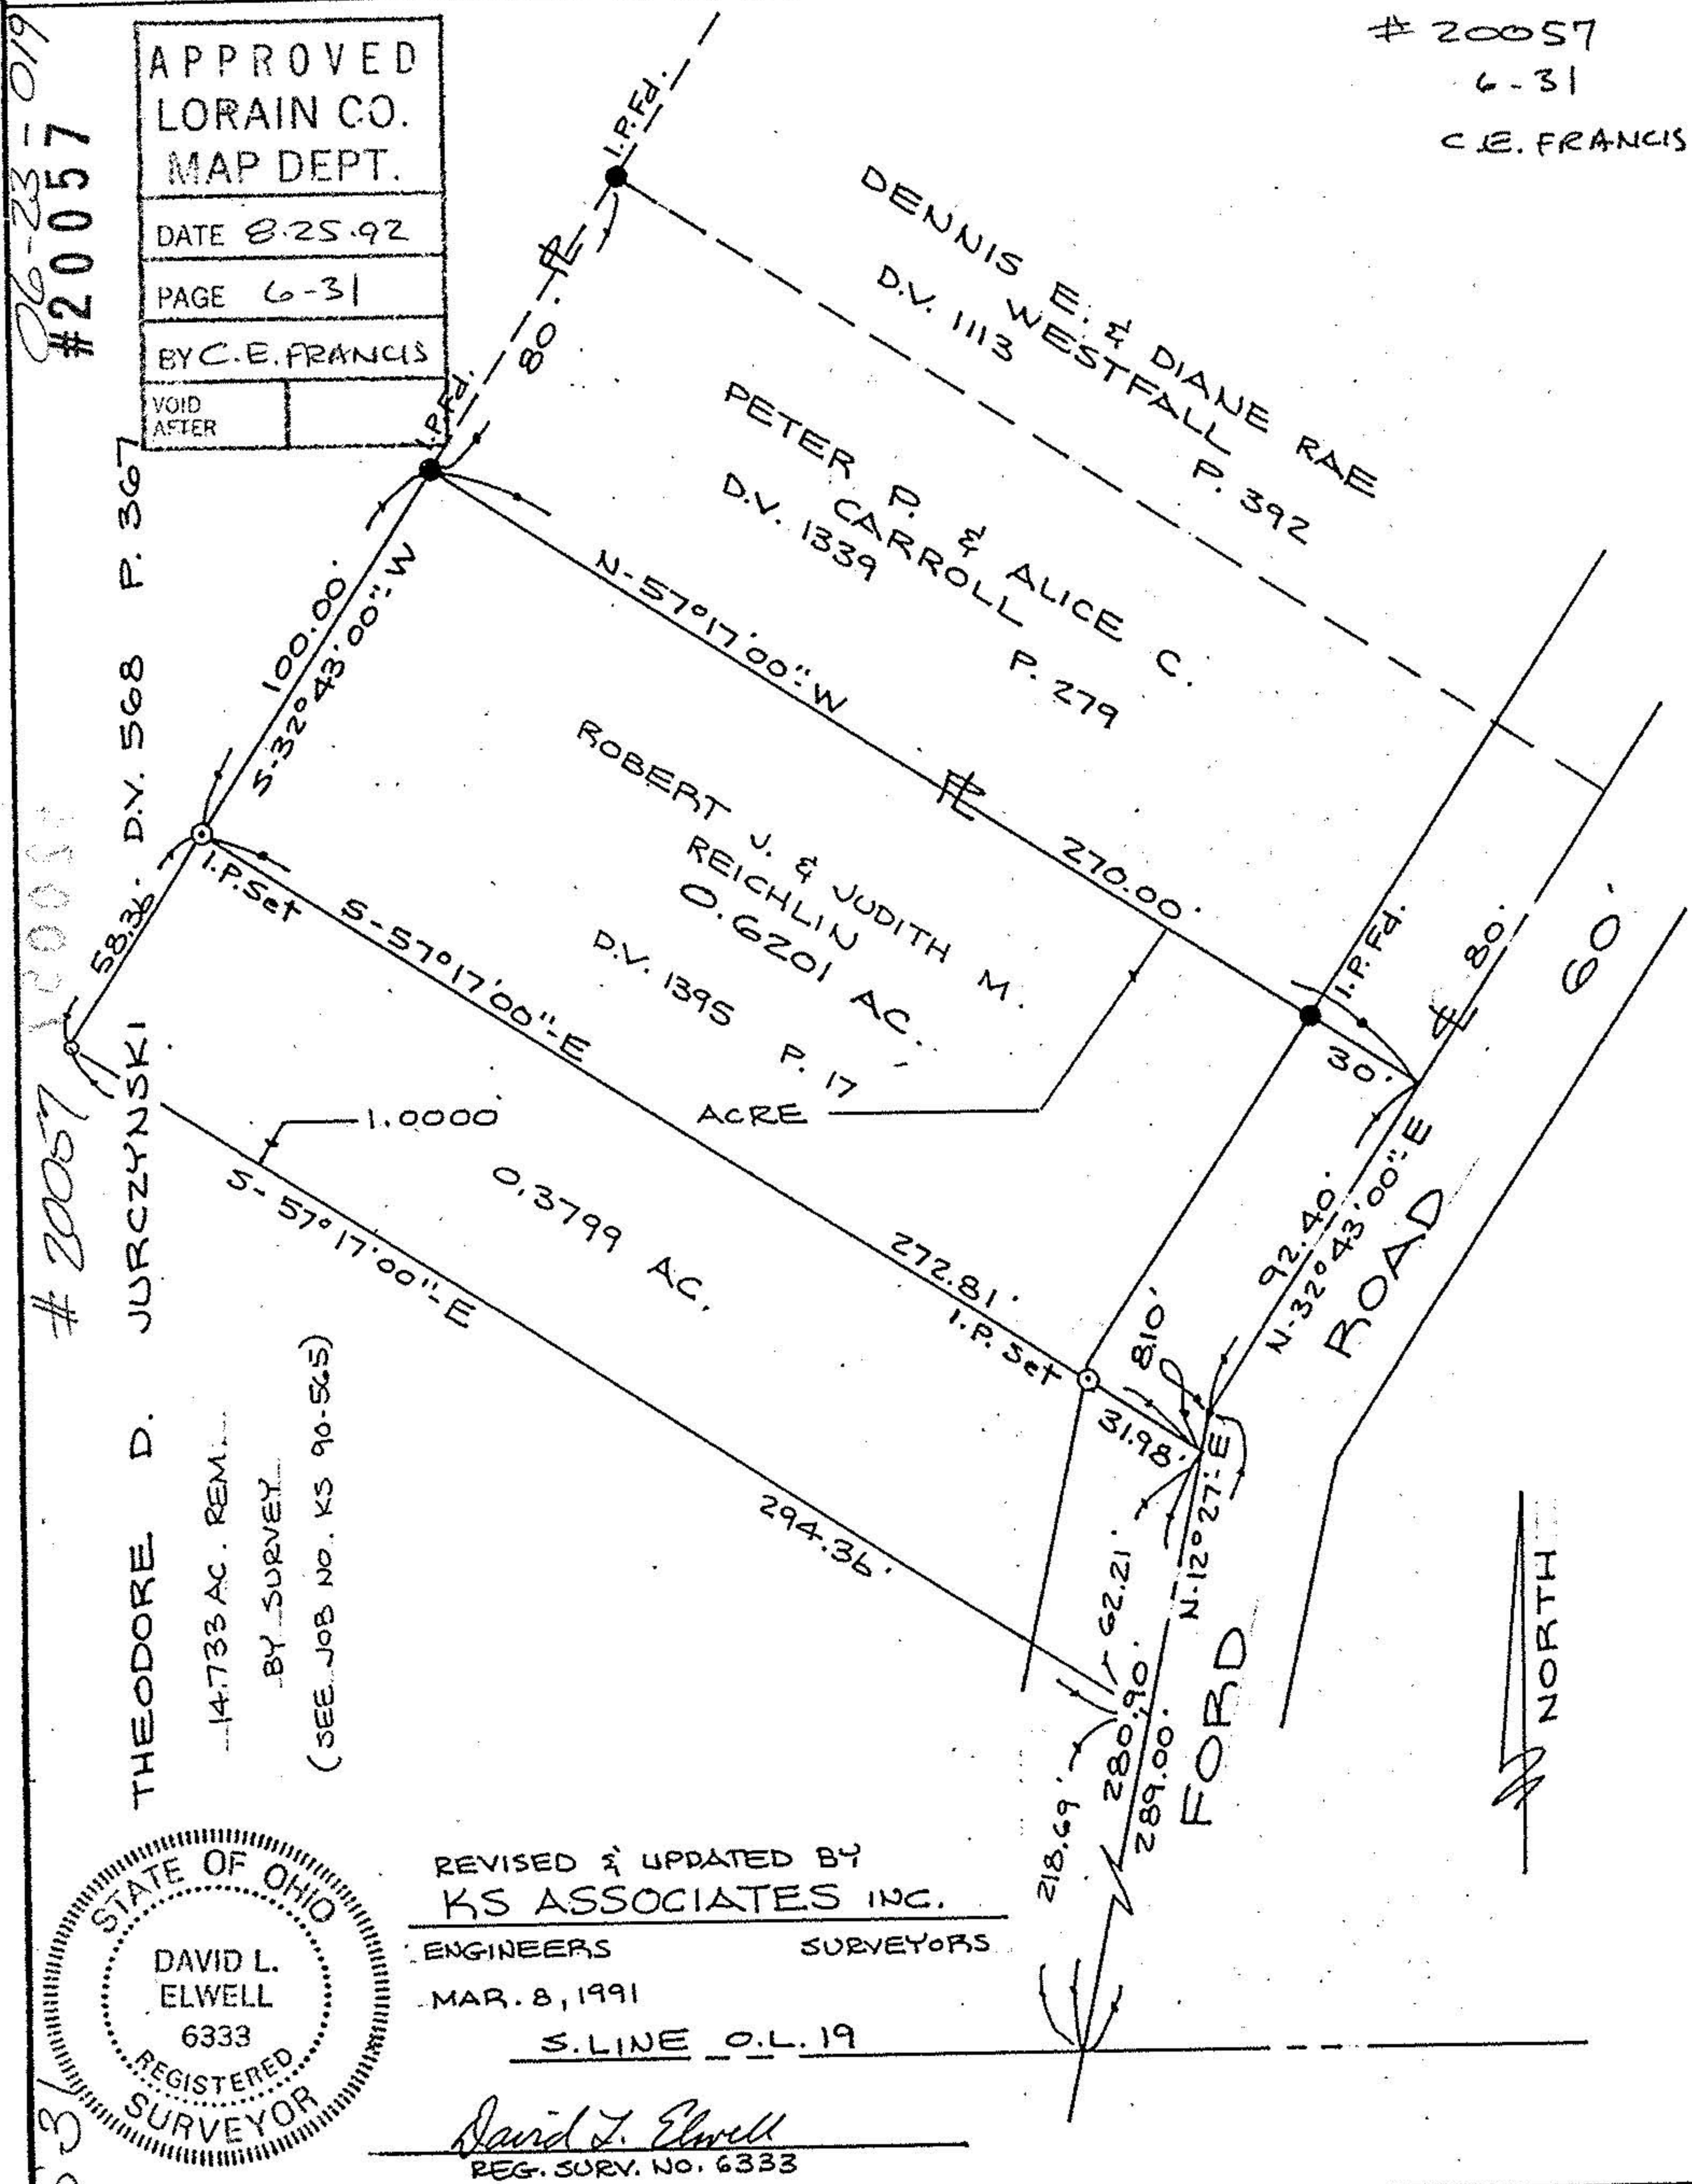 # 20057
6-31
C.E. FRANCIS
06-23-019
#20057
APPROVED
LORAIN CO.
MAP DEPT.
DATE 8.25.92
PAGE 6-31
BY C.E. FRANCIS
VOID
AFTER
I.P.Fd.
80.
I.P.Fd.
DENNIS E. & DIANE RAE
WESTFALL
D.V. 1113 P. 392
PETER P. & ALICE C.
CARROLL
D.V. 1339 P. 279
N-57°17'00"-W
270.00'
100.00'
S-32°43'00"-W
ROBERT J. & JUDITH M.
REICHLIN
0.6201 AC.
D.V. 1395 P. 17
I.P.Fd.
30'
80'
60'
58.36'
I.P.Set
S-57°17'00"-E
272.81'
I.P. Set
31.98'
8.10'
92.40'
N-32°43'00"-E
ROAD
1.0000
ACRE
0.3799 AC.
S-57°17'00"-E
294.36'
62.21'
N-12°27'-E
280.90'
289.00'
218.69'
FORD
NORTH
THEODORE D. JURCZYNSKI D.V. 568 P. 367
14.733 AC. REM.
BY SURVEY
(SEE JOB NO. KS 90-565)
# 20057
STATE OF OHIO
DAVID L.
ELWELL
6333
REGISTERED
SURVEYOR
REVISED & UPDATED BY
KS ASSOCIATES INC.
ENGINEERS SURVEYORS
MAR. 8, 1991
S. LINE O.L. 19
David L. Elwell
REG. SURV. NO. 6333